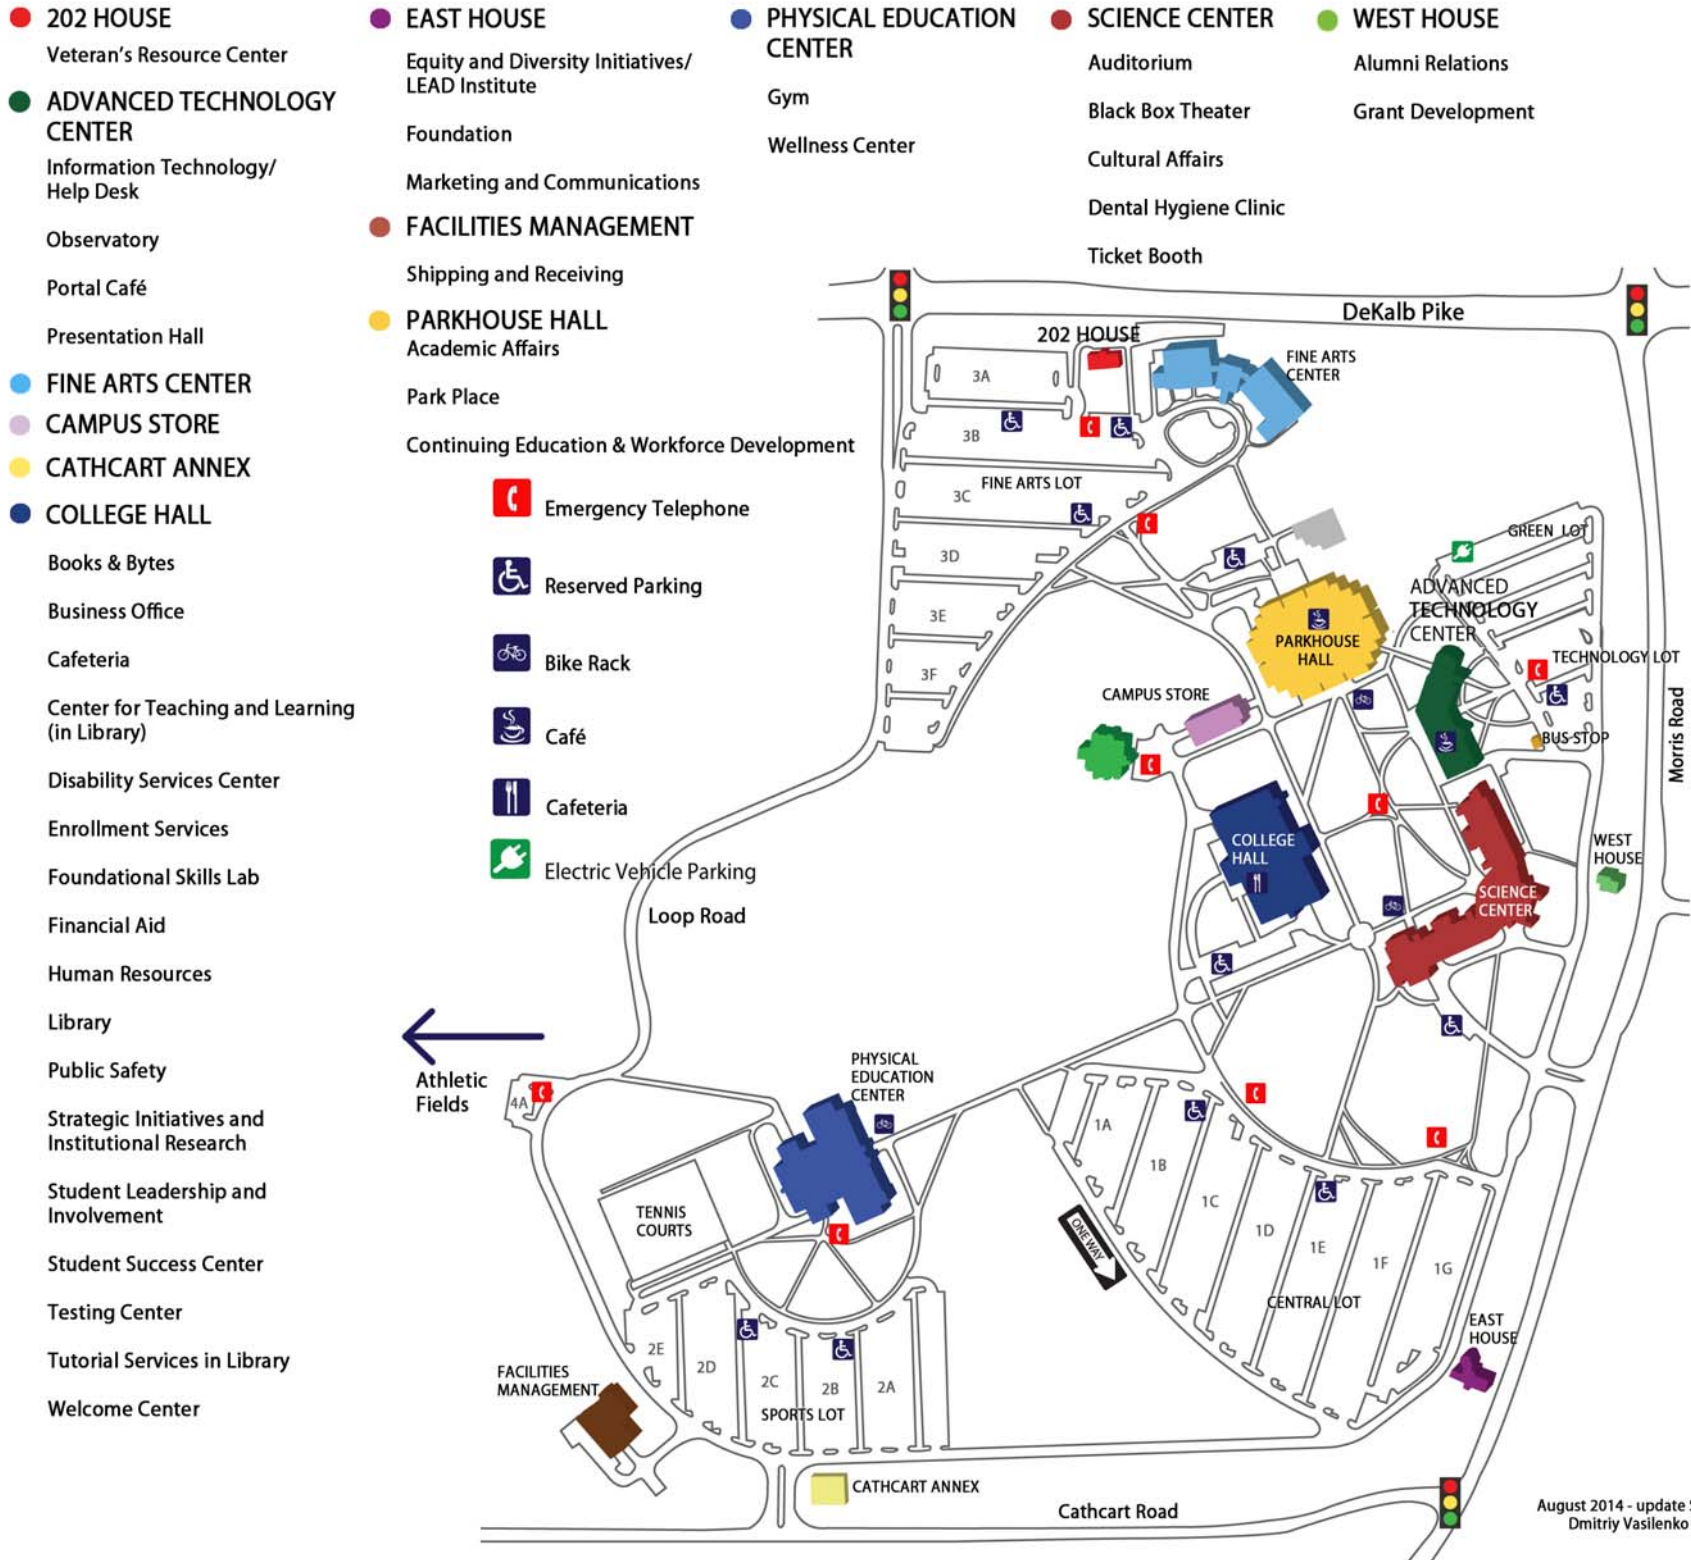 202 HOUSE
Veteran's Resource Center
ADVANCED TECHNOLOGY
CENTER
Information Technology/
Help Desk
Observatory
Portal Café
Presentation Hall
FINE ARTS CENTER
CAMPUS STORE
CATHCART ANNEX
COLLEGE HALL
Books & Bytes
Business Office
Cafeteria
Center for Teaching and Learning
(in Library)
Disability Services Center
Enrollment Services
Foundational Skills Lab
Financial Aid
Human Resources
Library
Public Safety
Strategic Initiatives and
Institutional Research
Student Leadership and
Involvement
Student Success Center
Testing Center
Tutorial Services in Library
Welcome Center
EAST HOUSE
Equity and Diversity Initiatives/
LEAD Institute
Foundation
Marketing and Communications
FACILITIES MANAGEMENT
Shipping and Receiving
PARKHOUSE HALL
Academic Affairs
Park Place
Continuing Education & Workforce Development
Emergency Telephone
Reserved Parking
Bike Rack
Café
Cafeteria
Electric Vehicle Parking
PHYSICAL EDUCATION
CENTER
Gym
Wellness Center
SCIENCE CENTER
Auditorium
Black Box Theater
Cultural Affairs
Dental Hygiene Clinic
Ticket Booth
WEST HOUSE
Alumni Relations
Grant Development
DeKalb Pike
202 HOUSE
FINE ARTS
CENTER
3A
3B
3C
FINE ARTS LOT
3D
3E
3F
GREEN LOT
ADVANCED
TECHNOLOGY
CENTER
PARKHOUSE
HALL
TECHNOLOGY LOT
CAMPUS STORE
BUS STOP
Morris Road
COLLEGE
HALL
WEST
HOUSE
SCIENCE
CENTER
Loop Road
Athletic
Fields
4A
PHYSICAL
EDUCATION
CENTER
TENNIS
COURTS
1A
1B
1C
1D
1E
1F
1G
ONE WAY
CENTRAL LOT
EAST
HOUSE
2E
2D
2C
2B
2A
SPORTS LOT
FACILITIES
MANAGEMENT
CATHCART ANNEX
Cathcart Road
August 2014 - update
Dmitriy Vasilenko